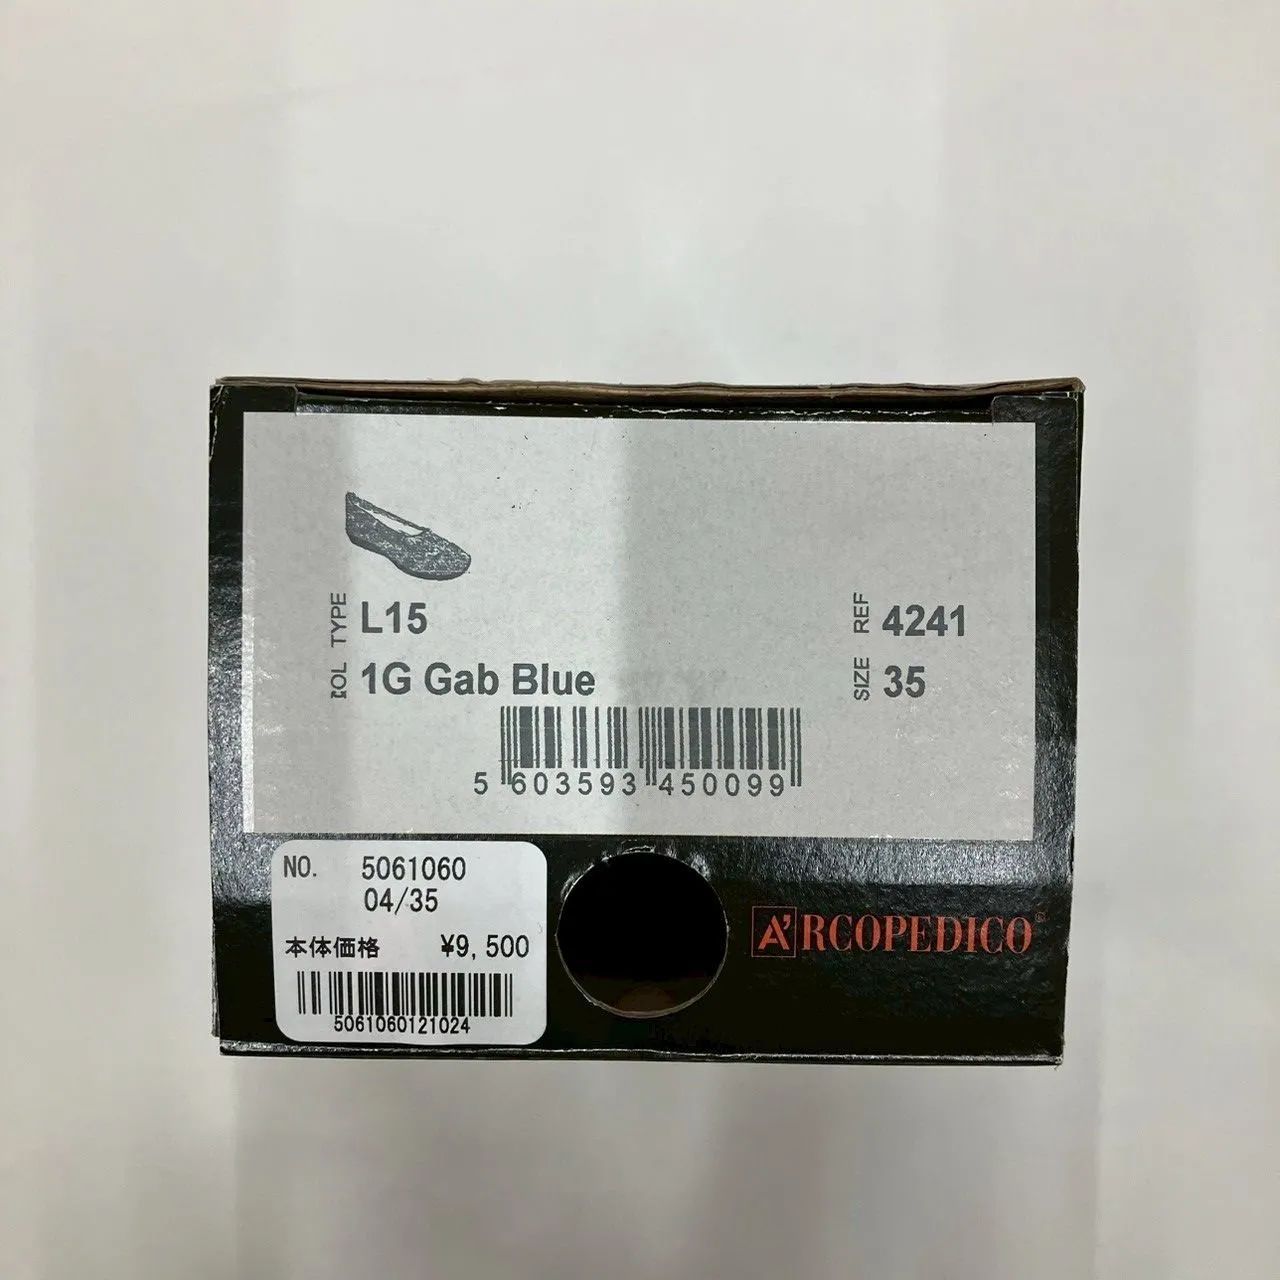 TYPE L15
REF 4241
COL 1G Gab Blue
SIZE 35
5 603593 450099
NO. 5061060
04/35
本体価格 ¥9,500
5061060121024
A'RCOPEDICO®